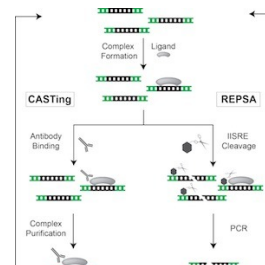 Complex
Formation
Ligand
CASTing
REPSA
Antibody
Binding
IISRE
Cleavage
Complex
Purification
PCR